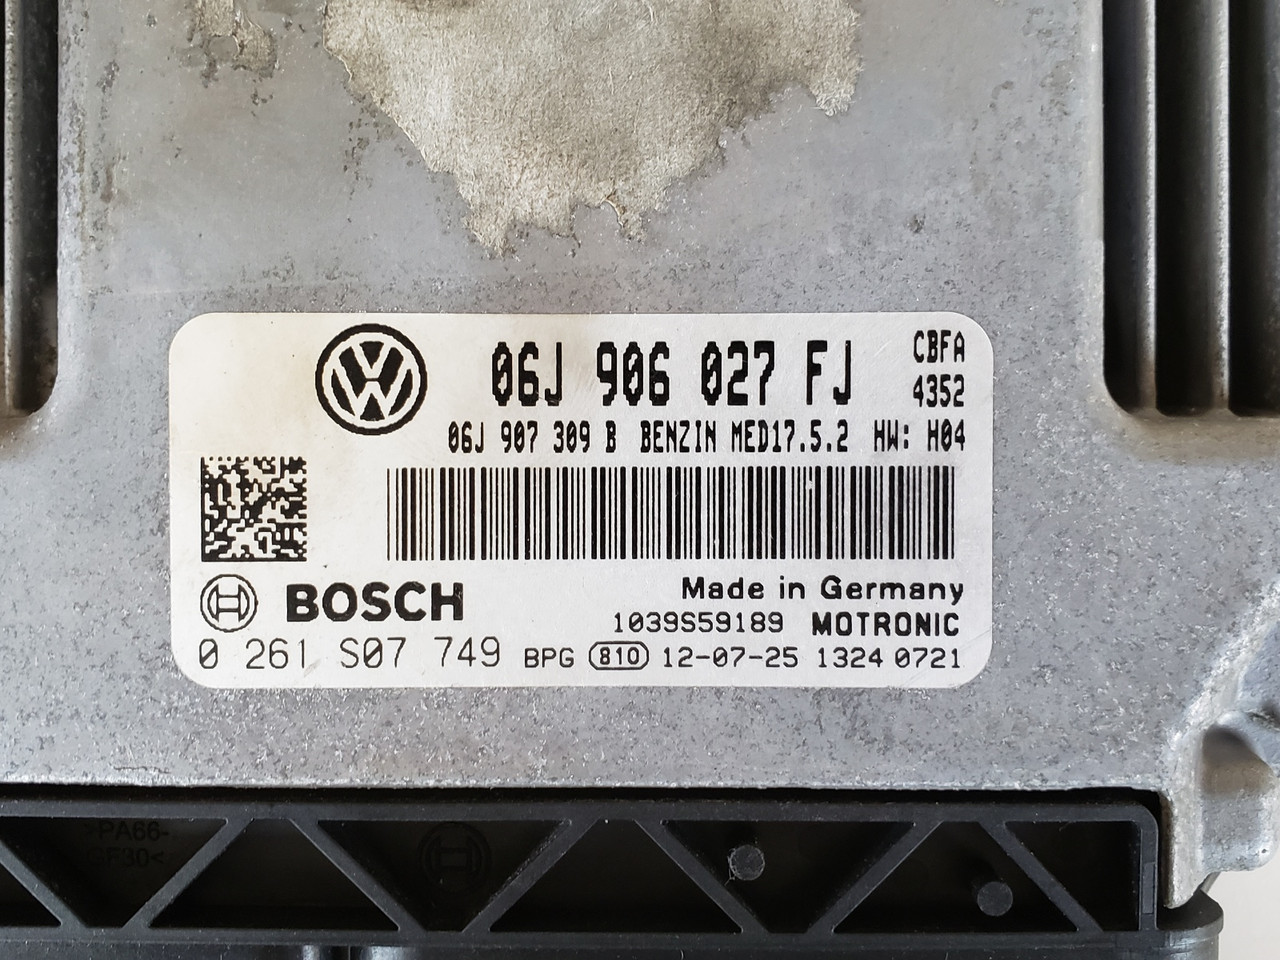 06J 906 027 FJ
CBFA
4352
06J 907 309 B BENZIN MED17.5.2 HW: H04
BOSCH
Made in Germany
1039S59189 MOTRONIC
0 261 S07 749 BPG 810 12-07-25 1324 0721
>PA66-
GF30<